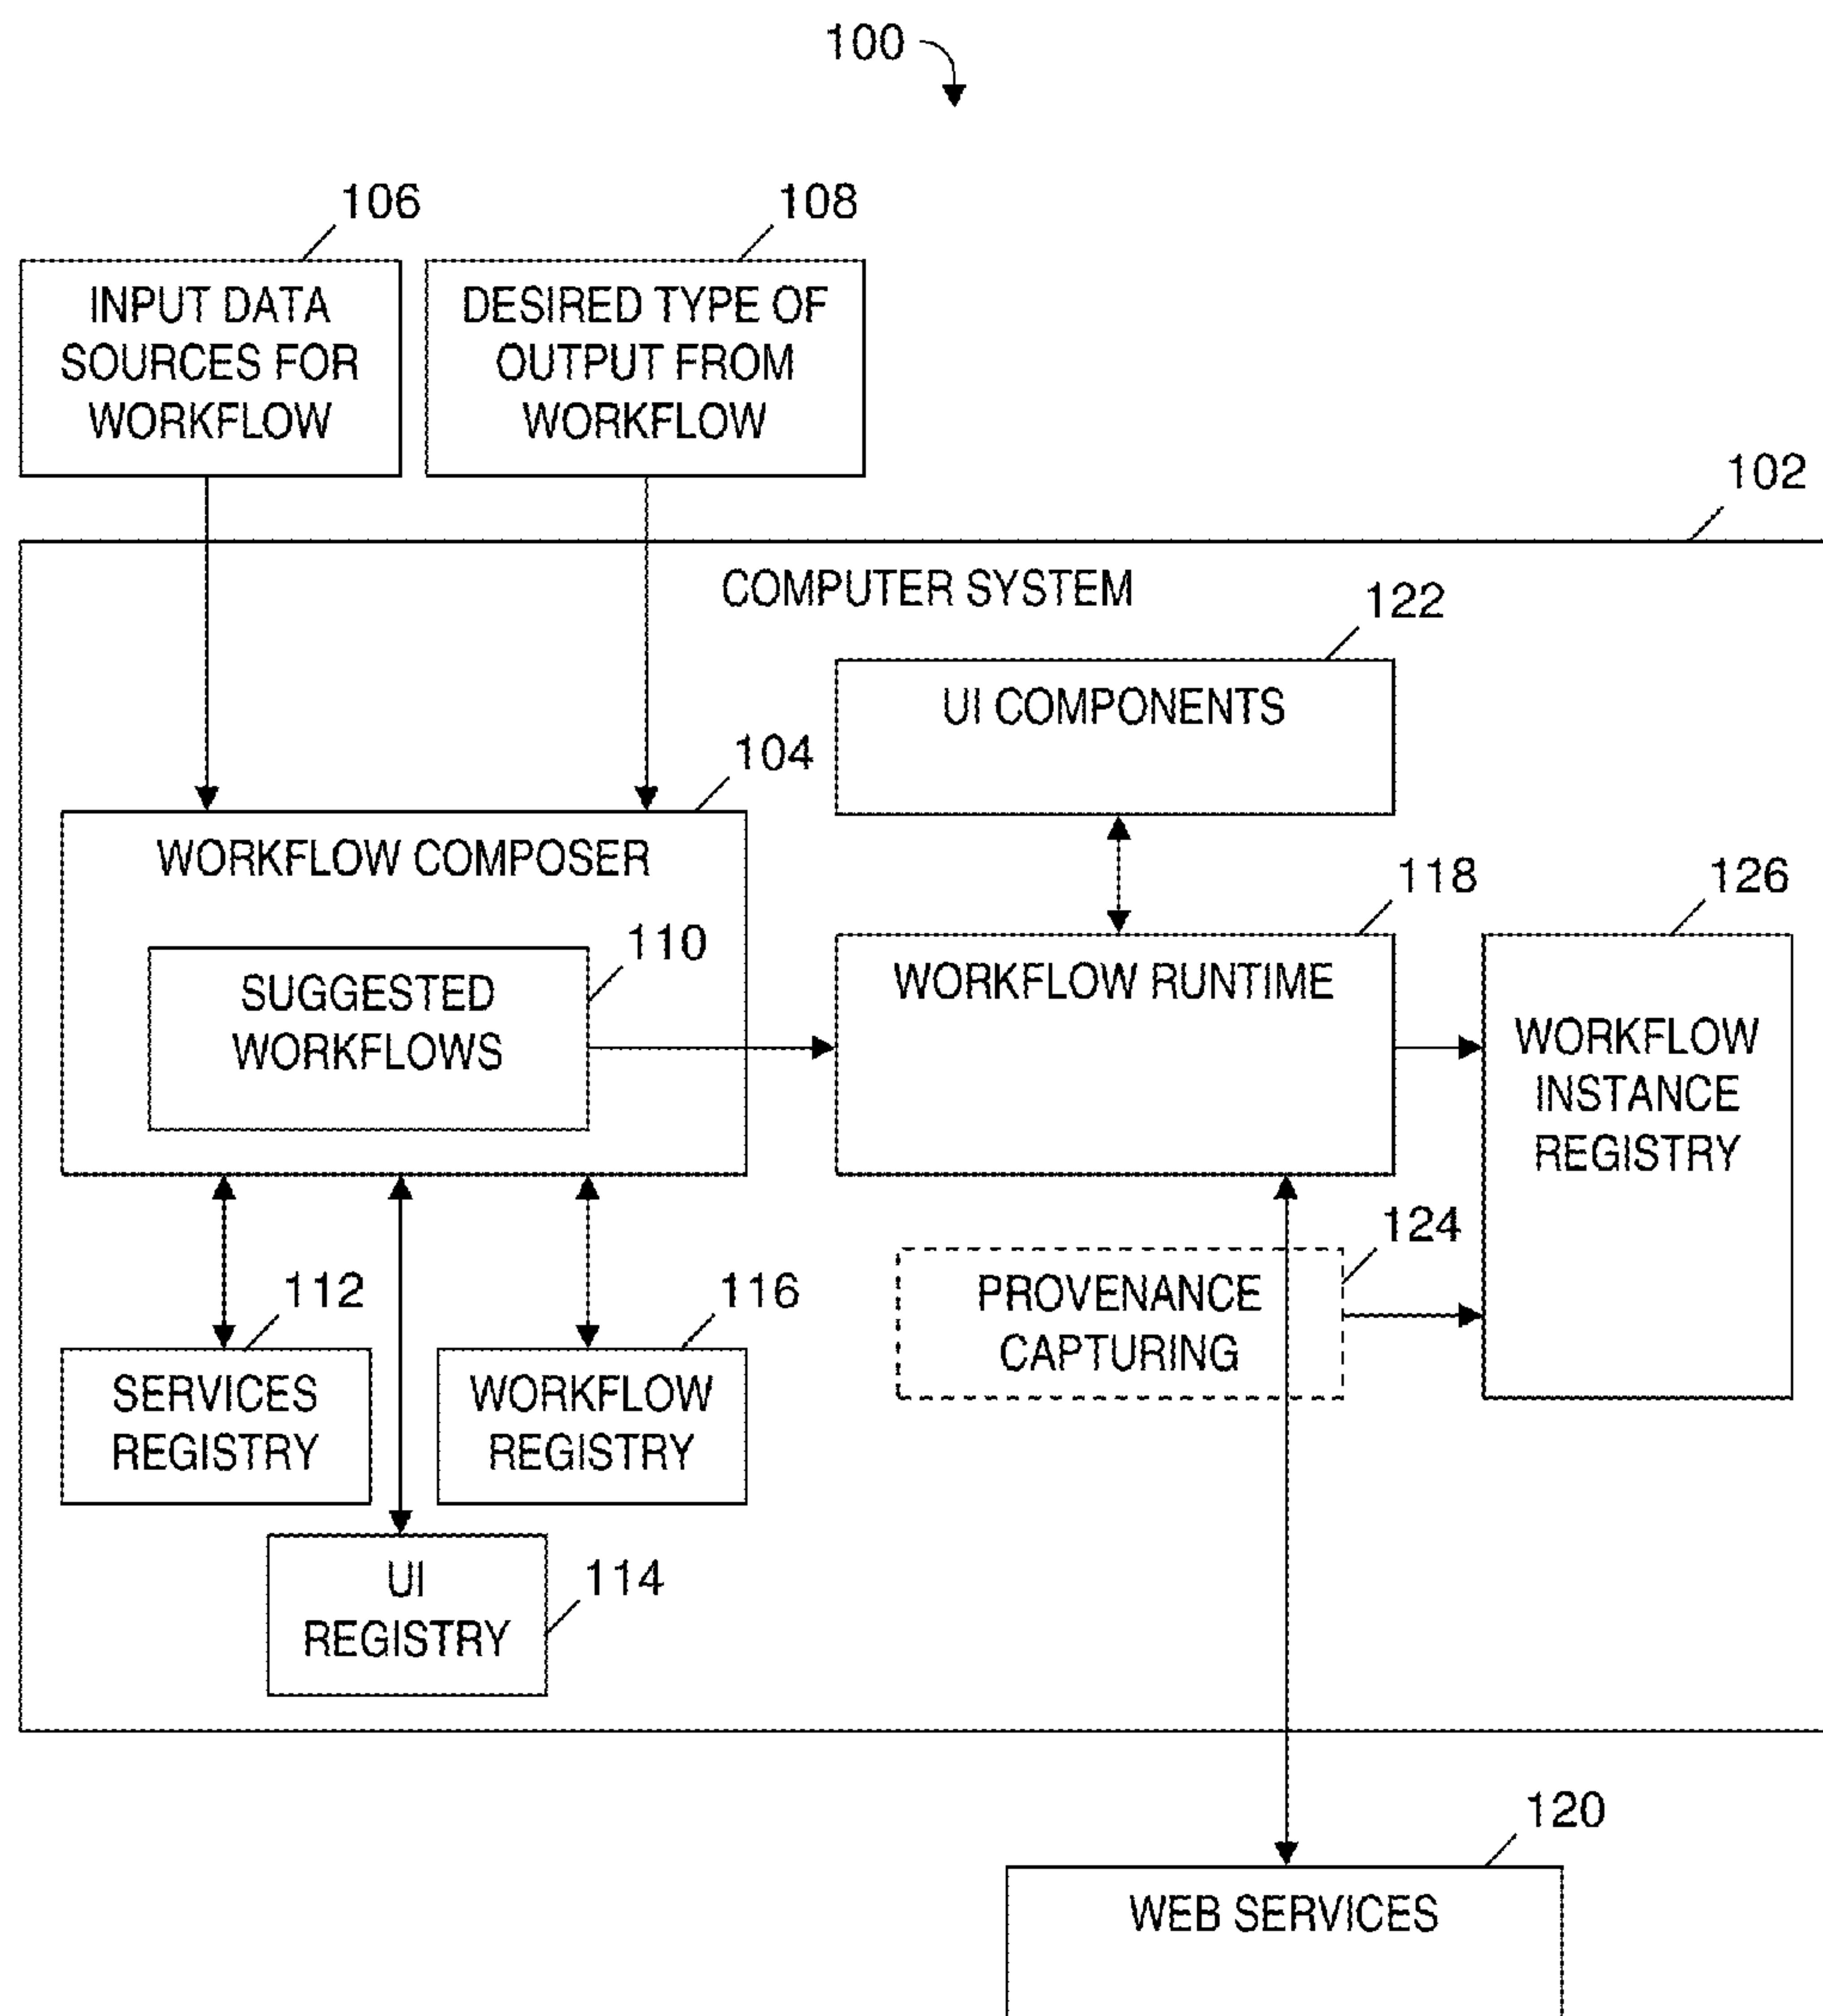 100
106
108
INPUT DATA
SOURCES FOR
WORKFLOW
DESIRED TYPE OF
OUTPUT FROM
WORKFLOW
102
COMPUTER SYSTEM
122
UI COMPONENTS
104
WORKFLOW COMPOSER
118
126
110
SUGGESTED
WORKFLOWS
WORKFLOW RUNTIME
WORKFLOW
INSTANCE
REGISTRY
124
PROVENANCE
CAPTURING
112
116
SERVICES
REGISTRY
WORKFLOW
REGISTRY
UI
REGISTRY
114
120
WEB SERVICES